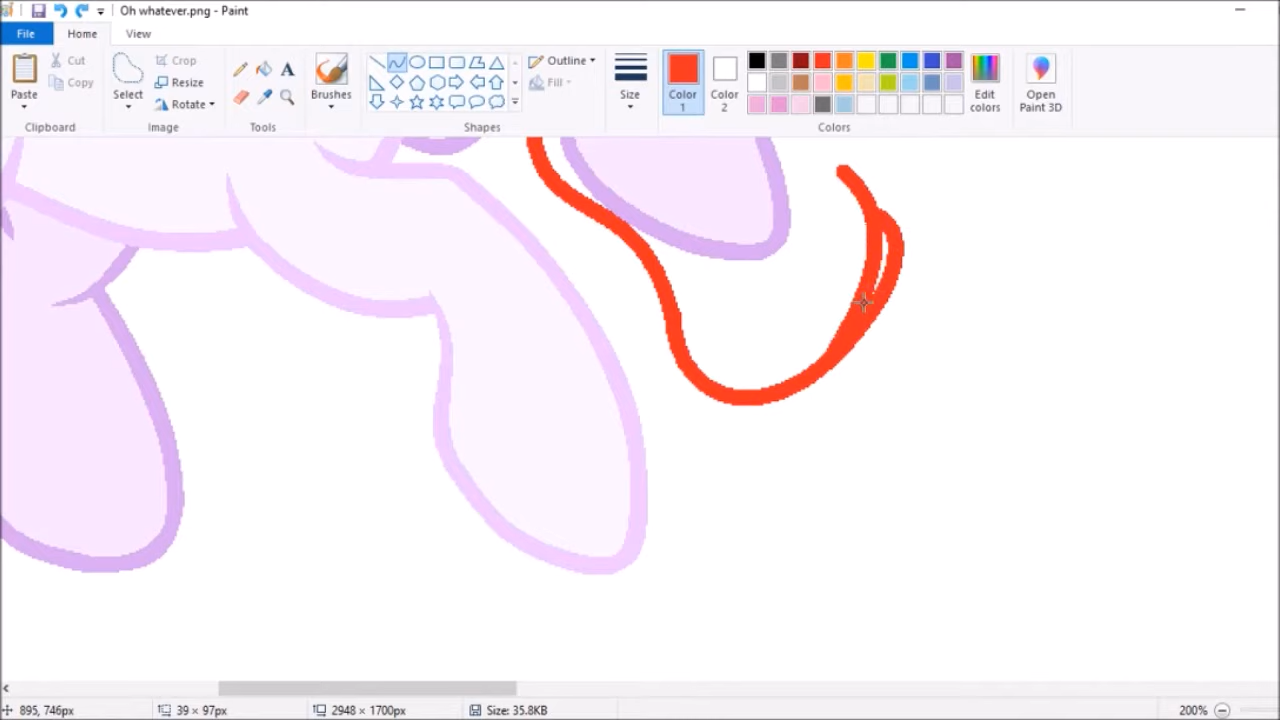 Oh whatever.png - Paint
File Home View
Paste Cut Copy Select Crop Resize Rotate A Brushes Outline Fill Size Color 1 Color 2 Edit colors Open Paint 3D
Clipboard Image Tools Shapes Colors
895, 746px 39 × 97px 2948 × 1700px Size: 35.8KB 200%